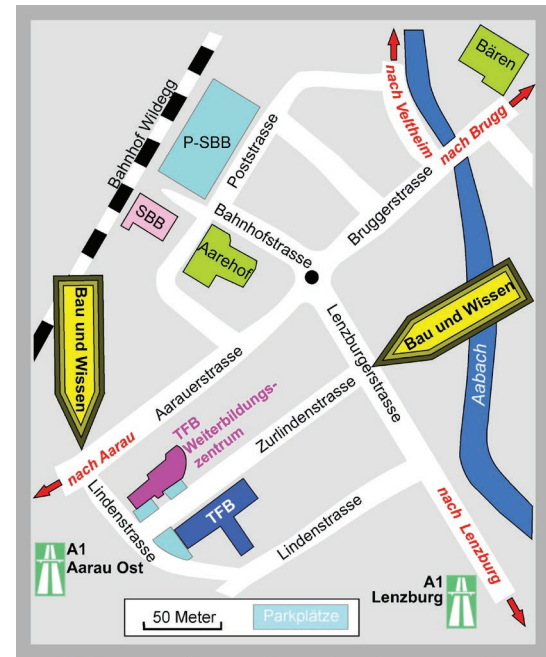 Bären
nach Veltheim
nach Brugg
Bahnhof Wildegg
P-SBB
Poststrasse
SBB
Bahnhofstrasse
Bruggerstrasse
Aarehof
Bau und Wissen
Bau und Wissen
Aabach
Aarauerstrasse
Lenzburgerstrasse
TFB
Weiterbildungs-
zentrum
Zurlindenstrasse
nach Aarau
Lindenstrasse
TFB
Lindenstrasse
nach Lenzburg
A1
Aarau Ost
A1
Lenzburg
50 Meter
Parkplätze